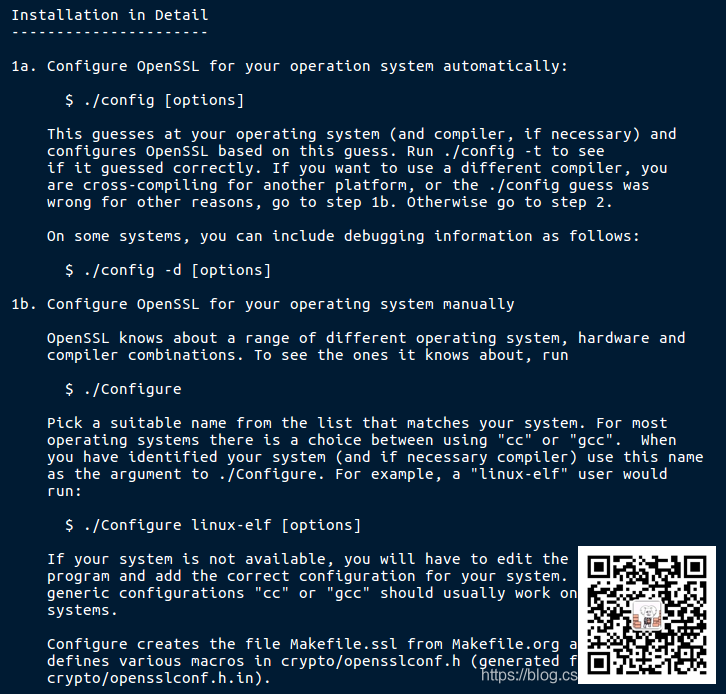 Installation in Detail
----------------------
1a. Configure OpenSSL for your operation system automatically:
$ ./config [options]
This guesses at your operating system (and compiler, if necessary) and
configures OpenSSL based on this guess. Run ./config -t to see
if it guessed correctly. If you want to use a different compiler, you
are cross-compiling for another platform, or the ./config guess was
wrong for other reasons, go to step 1b. Otherwise go to step 2.
On some systems, you can include debugging information as follows:
$ ./config -d [options]
1b. Configure OpenSSL for your operating system manually
OpenSSL knows about a range of different operating system, hardware and
compiler combinations. To see the ones it knows about, run
$ ./Configure
Pick a suitable name from the list that matches your system. For most
operating systems there is a choice between using "cc" or "gcc".  When
you have identified your system (and if necessary compiler) use this name
as the argument to ./Configure. For example, a "linux-elf" user would
run:
$ ./Configure linux-elf [options]
If your system is not available, you will have to edit the
program and add the correct configuration for your system.
generic configurations "cc" or "gcc" should usually work on
systems.
Configure creates the file Makefile.ssl from Makefile.org a
defines various macros in crypto/opensslconf.h (generated f
crypto/opensslconf.h.in).
https://blog.cs